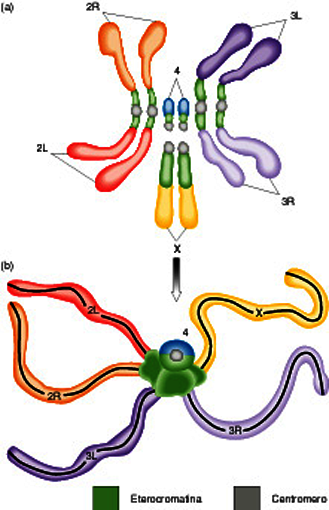 (a)
2R
3L
4
2L
3R
X
(b)
2L
X
4
2R
3L
3R
Eterocromatina
Centromero